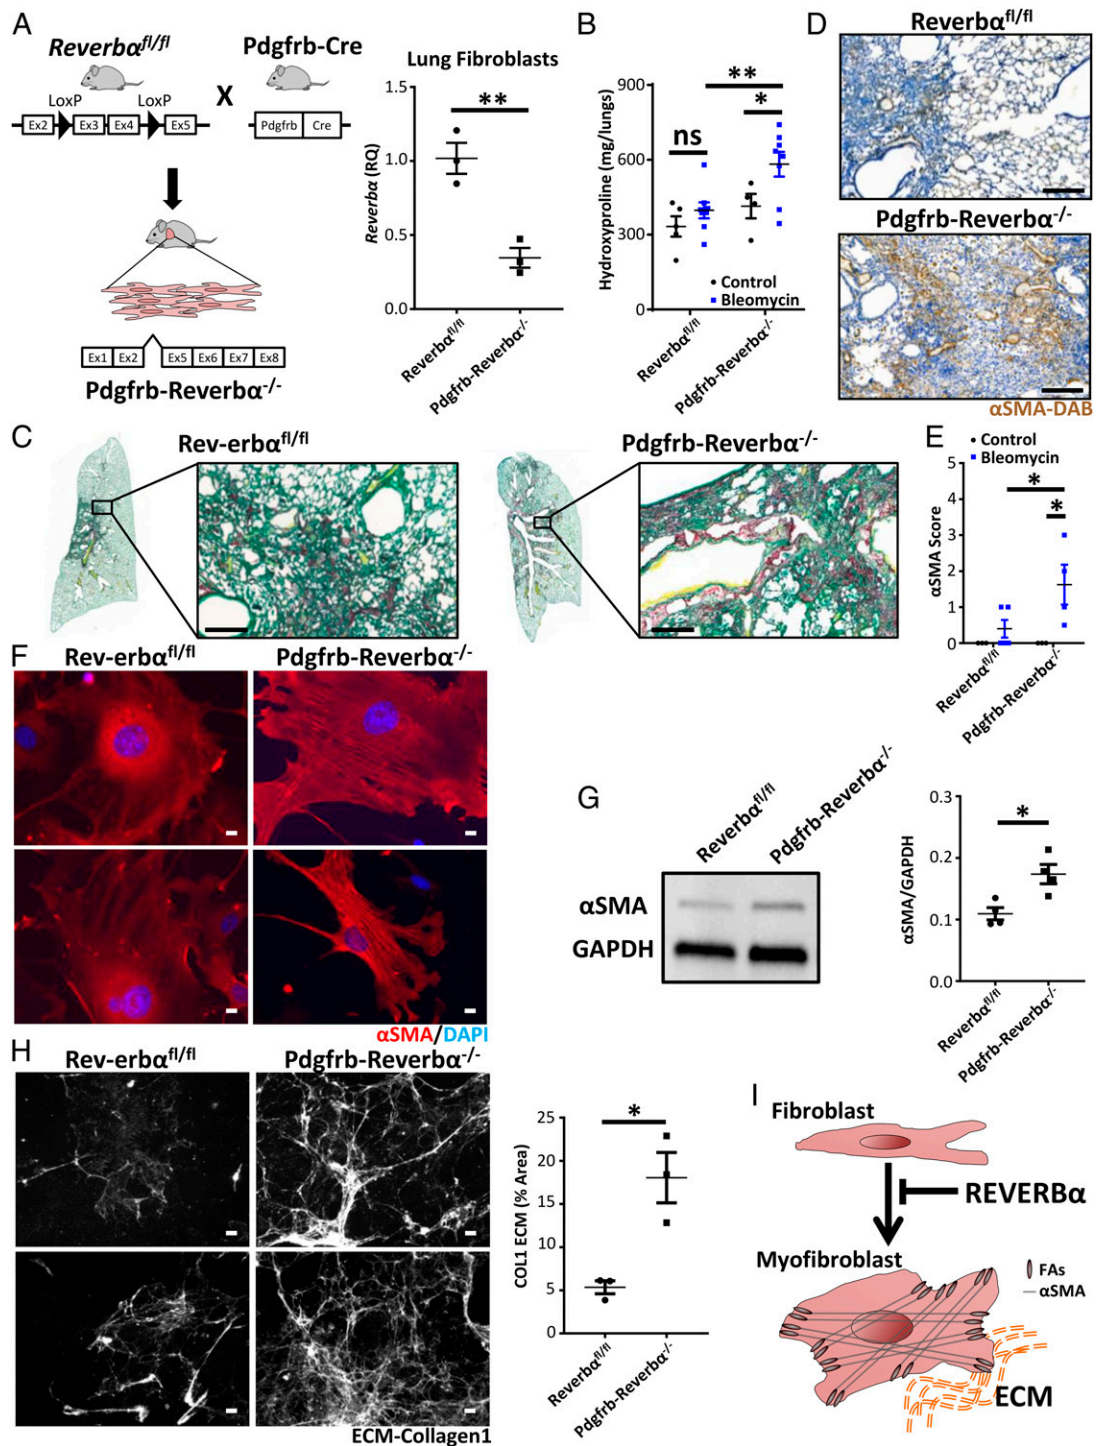 A
Reverbα^fl/fl
Pdgfrb-Cre
LoxP
LoxP
X
Ex2
Ex3
Ex4
Ex5
Pdgfrb
Cre
Ex1
Ex2
Ex5
Ex6
Ex7
Ex8
Pdgfrb-Reverbα^-/-
Lung Fibroblasts
**
Reverbα (RQ)
1.5
1.0
0.5
0.0
Reverbα^fl/fl
Pdgfrb-Reverbα^-/-
B
Hydroxyproline (mg/lungs)
900
600
300
0
ns
**
*
Control
Bleomycin
Reverbα^fl/fl
Pdgfrb-Reverbα^-/-
D
Reverbα^fl/fl
Pdgfrb-Reverbα^-/-
αSMA-DAB
C
Rev-erbα^fl/fl
Pdgfrb-Reverbα^-/-
E
Control
Bleomycin
αSMA Score
5
4
3
2
1
0
*
*
Reverbα^fl/fl
Pdgfrb-Reverbα^-/-
F
Rev-erbα^fl/fl
Pdgfrb-Reverbα^-/-
αSMA/DAPI
G
Reverbα^fl/fl
Pdgfrb-Reverbα^-/-
αSMA
GAPDH
αSMA/GAPDH
0.3
0.2
0.1
0.0
*
Reverbα^fl/fl
Pdgfrb-Reverbα^-/-
H
Rev-erbα^fl/fl
Pdgfrb-Reverbα^-/-
ECM-Collagen1
COL1 ECM (% Area)
25
20
15
10
5
0
*
Reverbα^fl/fl
Pdgfrb-Reverbα^-/-
I
Fibroblast
REVERBα
Myofibroblast
FAs
αSMA
ECM